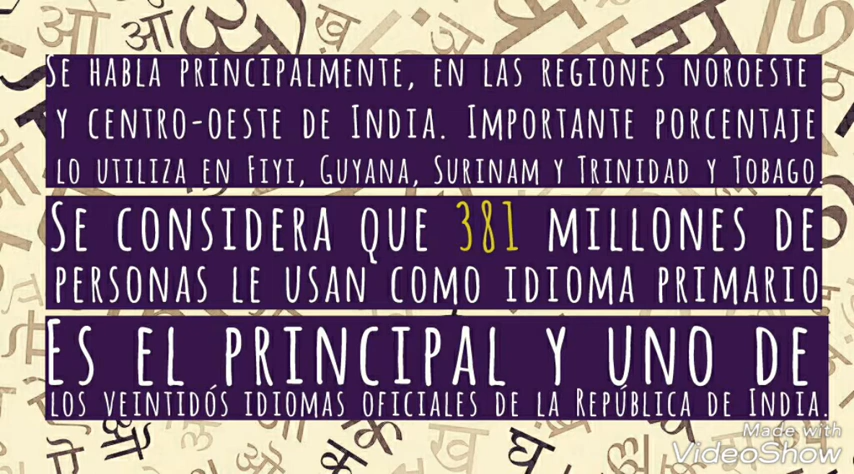 Se habla principalmente, en las regiones noroeste
y centro-oeste de India. Importante porcentaje
lo utiliza en Fiyi, Guyana, Surinam y Trinidad y Tobago.
Se considera que 381 millones de
personas le usan como idioma primario
Es el principal y uno de
los veintidós idiomas oficiales de la República de India.
Made with
VideoShow